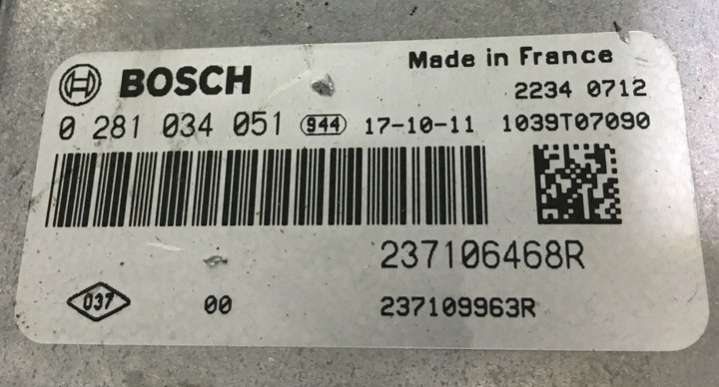 BOSCH
Made in France
2234 0712
0 281 034 051 944 17-10-11 1039T07090
237106468R
037 00 237109963R